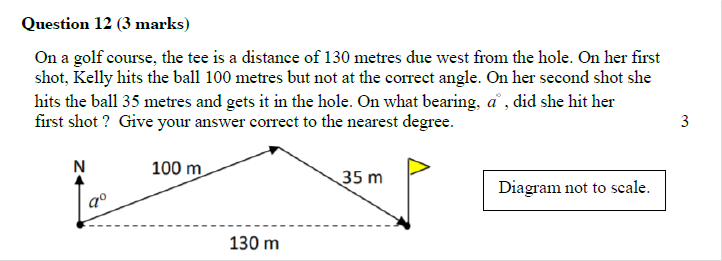 Question 12 (3 marks)
On a golf course, the tee is a distance of 130 metres due west from the hole. On her first
shot, Kelly hits the ball 100 metres but not at the correct angle. On her second shot she
hits the ball 35 metres and gets it in the hole. On what bearing, a°, did she hit her
first shot ? Give your answer correct to the nearest degree.
3
N
100 m
35 m
a°
Diagram not to scale.
130 m